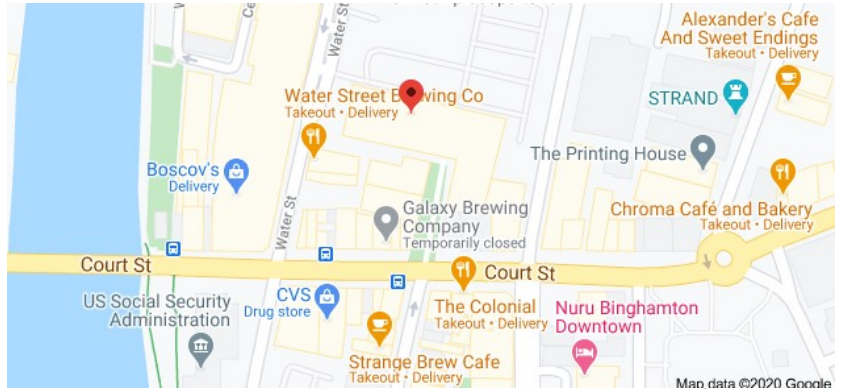 Water St
Alexander's Cafe
And Sweet Endings
Takeout • Delivery
Water Street Brewing Co
Takeout • Delivery
STRAND
The Printing House
Boscov's
Delivery
Chroma Café and Bakery
Takeout • Delivery
Galaxy Brewing
Company
Temporarily closed
Water St
Court St
Court St
US Social Security
Administration
CVS
Drug store
The Colonial
Takeout • Delivery
Nuru Binghamton
Downtown
Strange Brew Cafe
Takeout • Delivery
Map data ©2020 Google